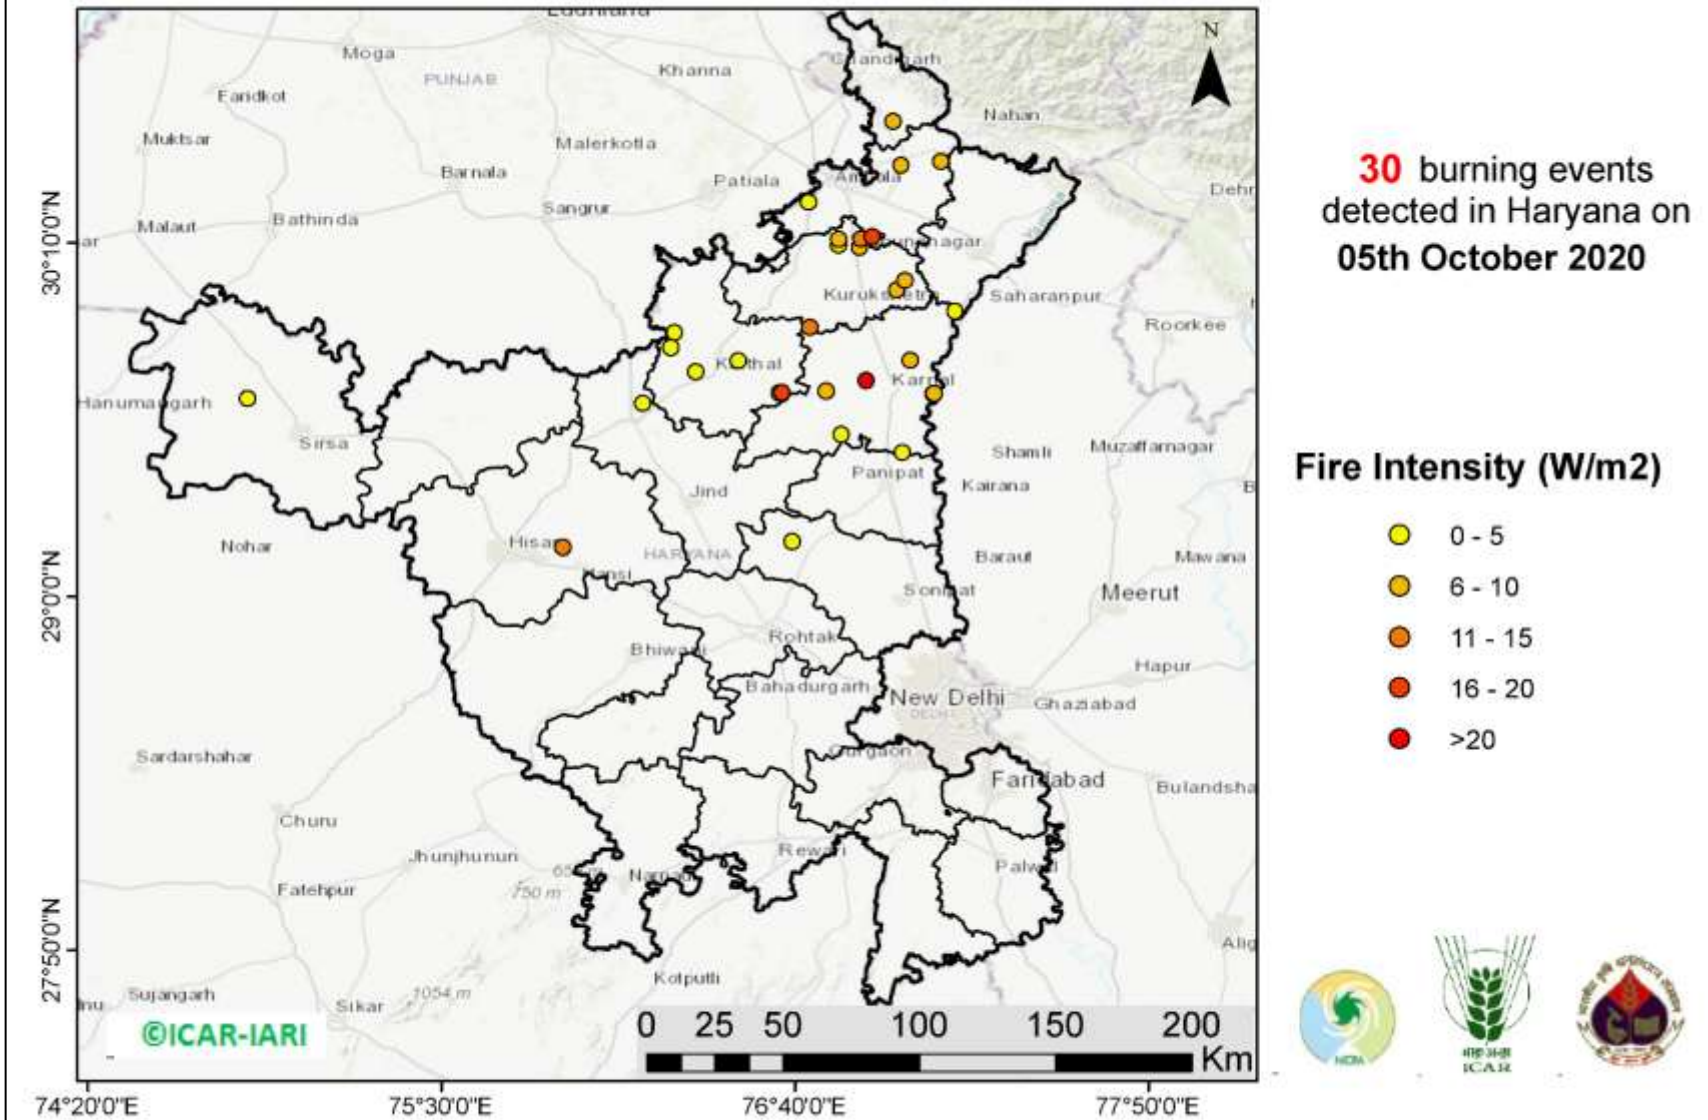 Moga
Khanna
Chandigarh
PUNJAB
Faridkot
Nahan
Muktsar
Malerkotla
Barnala
Patiala
Ambala
Dehr
Sangrur
Malaut
Bathinda
ar
Kurukshetra
Saharanpur
Roorkee
Kaithal
Karnal
Hanumangarh
Sirsa
Shamli
Muzaffarnagar
Panipat
Kairana
Jind
Nohar
Hisar
HARYANA
Baraut
Mawana
Hansi
Sonipat
Meerut
Rohtak
Bhiwani
Hapur
Bahadurgarh
New Delhi
DELHI
Ghaziabad
Gurgaon
Sardarshahar
Faridabad
Bulandsha
Churu
Jhunjhunun
Rewari
Palwal
Fatehpur
750 m
Alig
Kotputli
Sujangarh
Sikar
1054 m
©ICAR-IARI
N
30°10'0"N
29°0'0"N
27°50'0"N
74°20'0"E
75°30'0"E
76°40'0"E
77°50'0"E
0 25 50 100 150 200
Km
30 burning events
detected in Haryana on
05th October 2020
Fire Intensity (W/m2)
0 - 5
6 - 10
11 - 15
16 - 20
>20
ICAR